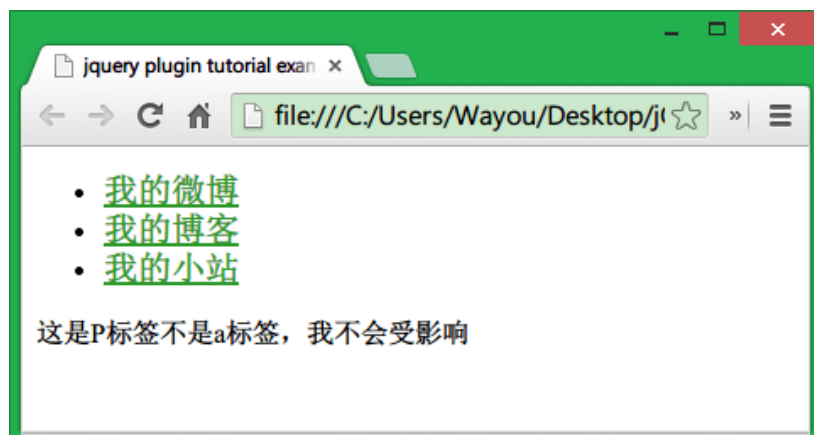 jquery plugin tutorial exan
file:///C:/Users/Wayou/Desktop/j
我的微博
我的博客
我的小站
这是P标签不是a标签，我不会受影响